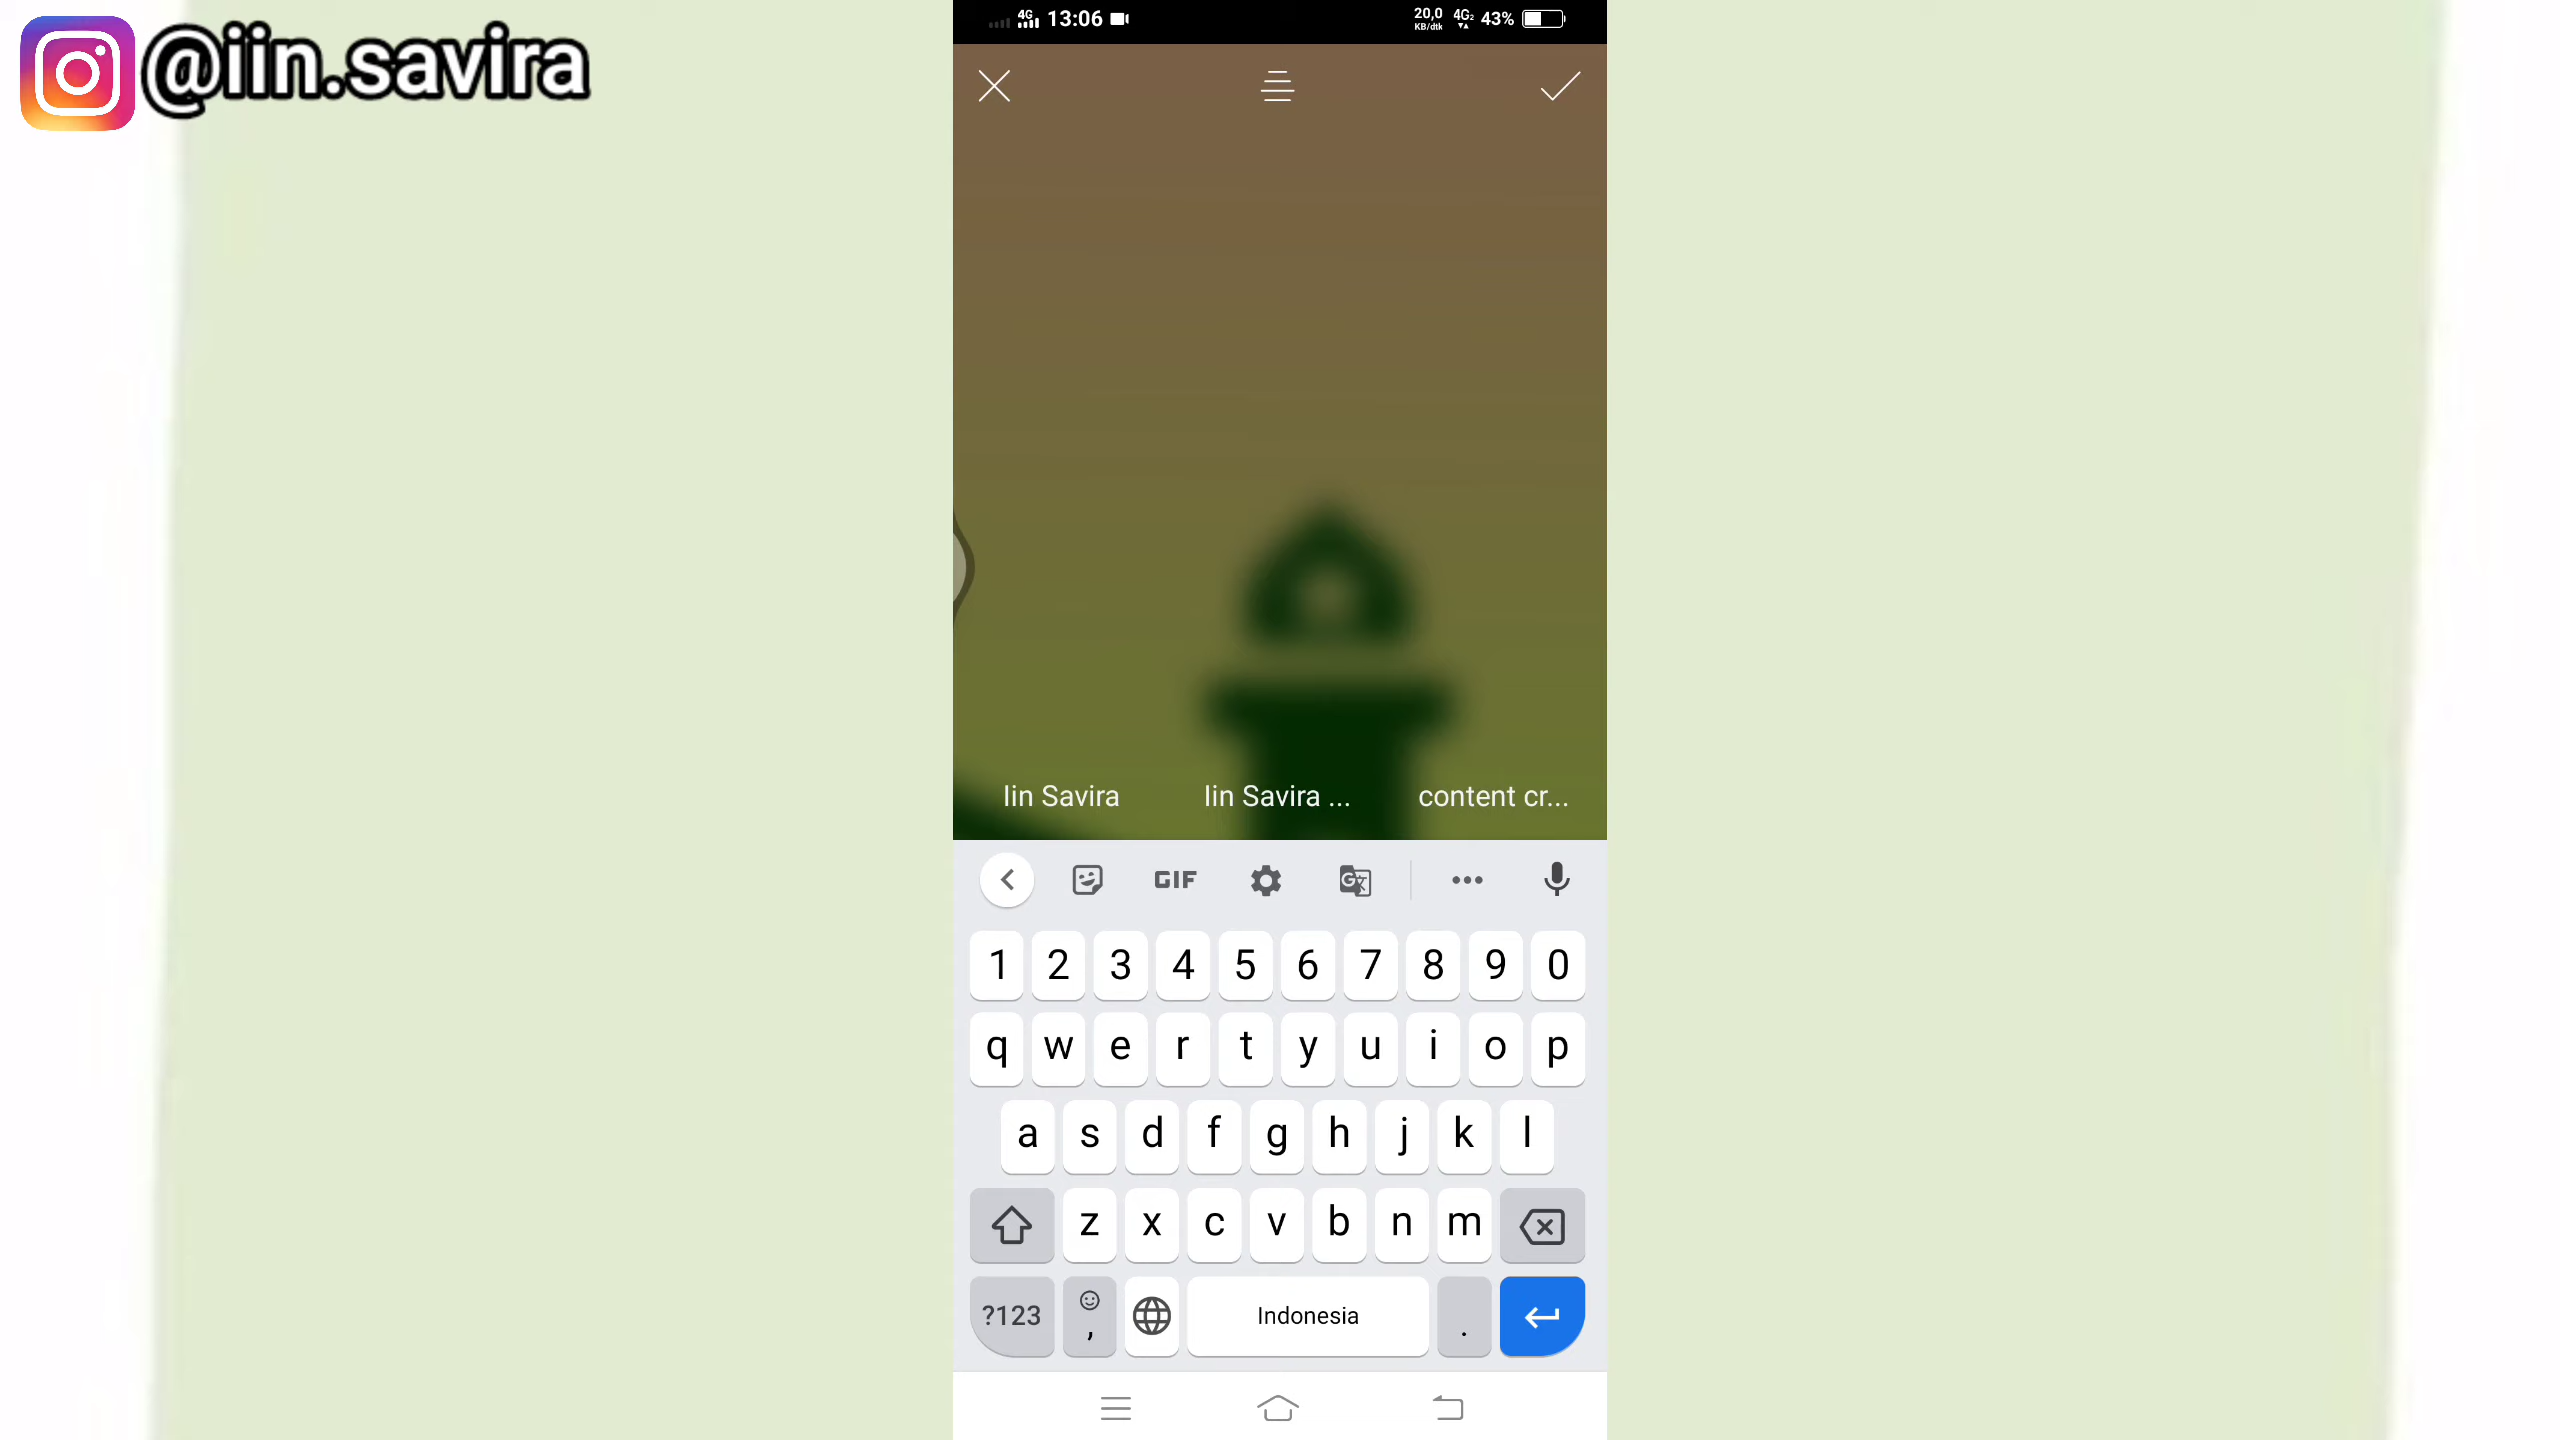 @iin.savira
4G 13:06 20,0 KB/dtk 4G2 43%
Iin Savira Iin Savira ... content cr...
GIF
1 2 3 4 5 6 7 8 9 0
q w e r t y u i o p
a s d f g h j k l
z x c v b n m
?123 , Indonesia .